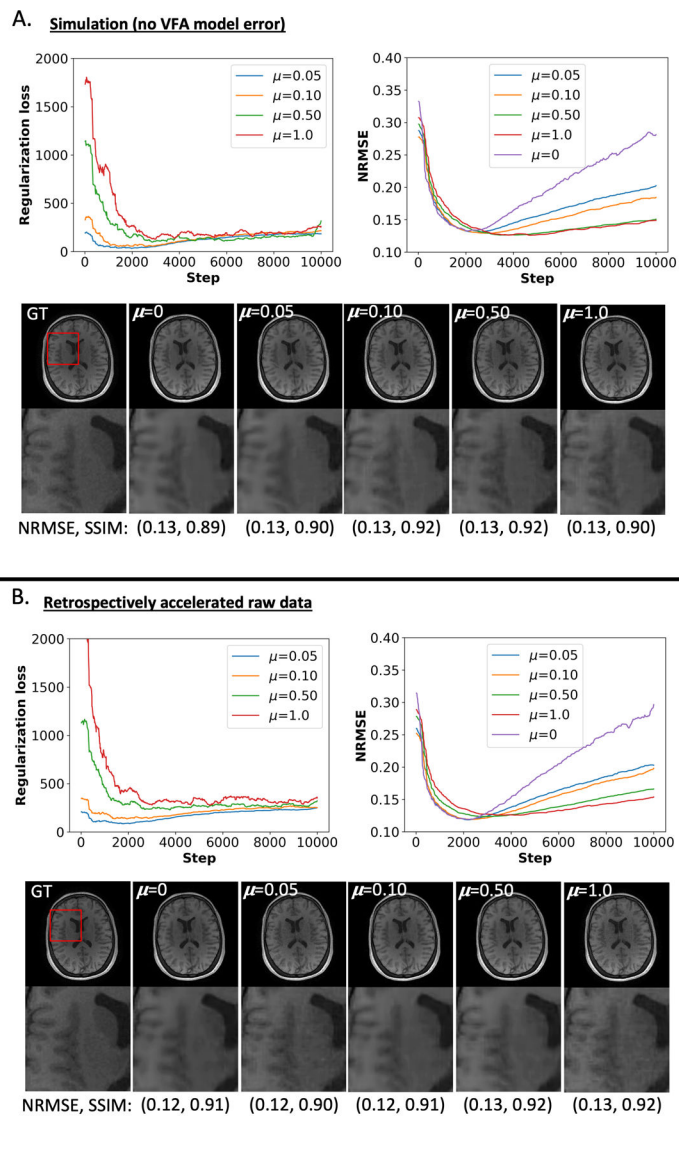 A. Simulation (no VFA model error)
Regularization loss
2000
1500
1000
500
0
0 2000 4000 6000 8000 10000
Step
μ=0.05
μ=0.10
μ=0.50
μ=1.0
NRMSE
0.40
0.35
0.30
0.25
0.20
0.15
0.10
0 2000 4000 6000 8000 10000
Step
μ=0.05
μ=0.10
μ=0.50
μ=1.0
μ=0
GT μ=0 μ=0.05 μ=0.10 μ=0.50 μ=1.0
NRMSE, SSIM: (0.13, 0.89) (0.13, 0.90) (0.13, 0.92) (0.13, 0.92) (0.13, 0.90)
B. Retrospectively accelerated raw data
Regularization loss
2000
1500
1000
500
0
0 2000 4000 6000 8000 10000
Step
μ=0.05
μ=0.10
μ=0.50
μ=1.0
NRMSE
0.40
0.35
0.30
0.25
0.20
0.15
0.10
0 2000 4000 6000 8000 10000
Step
μ=0.05
μ=0.10
μ=0.50
μ=1.0
μ=0
GT μ=0 μ=0.05 μ=0.10 μ=0.50 μ=1.0
NRMSE, SSIM: (0.12, 0.91) (0.12, 0.90) (0.12, 0.91) (0.13, 0.92) (0.13, 0.92)